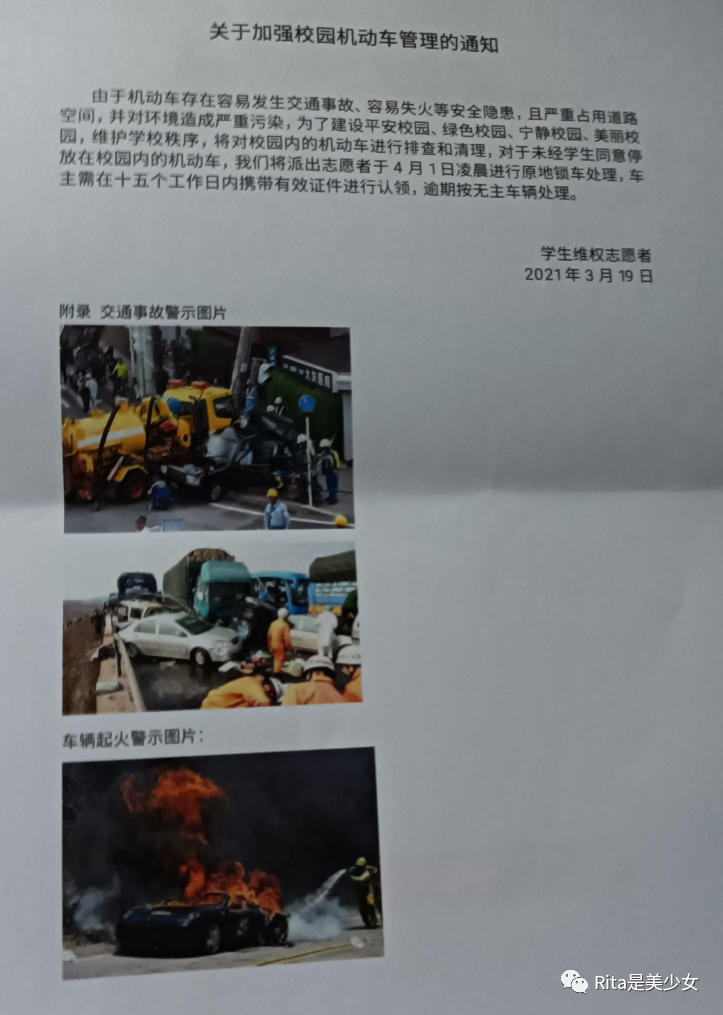 关于加强校园机动车管理的通知
由于机动车存在容易发生交通事故、容易失火等安全隐患，且严重占用道路
空间，并对环境造成严重污染，为了建设平安校园、绿色校园、宁静校园、美丽校
园，维护学校秩序，将对校园内的机动车进行排查和清理，对于未经学生同意停
放在校园内的机动车，我们将派出志愿者于 4 月 1 日凌晨进行原地锁车处理，车
主需在十五个工作日内携带有效证件进行认领，逾期按无主车辆处理。
学生维权志愿者
2021 年 3 月 19 日
附录 交通事故警示图片
车辆起火警示图片：
Rita是美少女